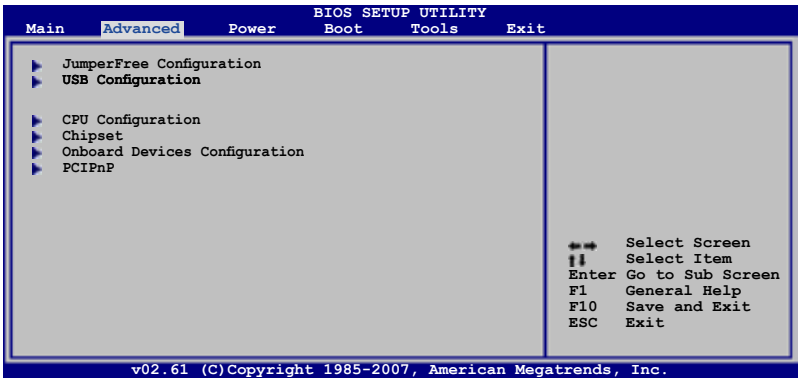 BIOS SETUP UTILITY
Main Advanced Power Boot Tools Exit
JumperFree Configuration
USB Configuration
CPU Configuration
Chipset
Onboard Devices Configuration
PCIPnP
Select Screen
Select Item
Enter Go to Sub Screen
F1 General Help
F10 Save and Exit
ESC Exit
v02.61 (C)Copyright 1985-2007, American Megatrends, Inc.